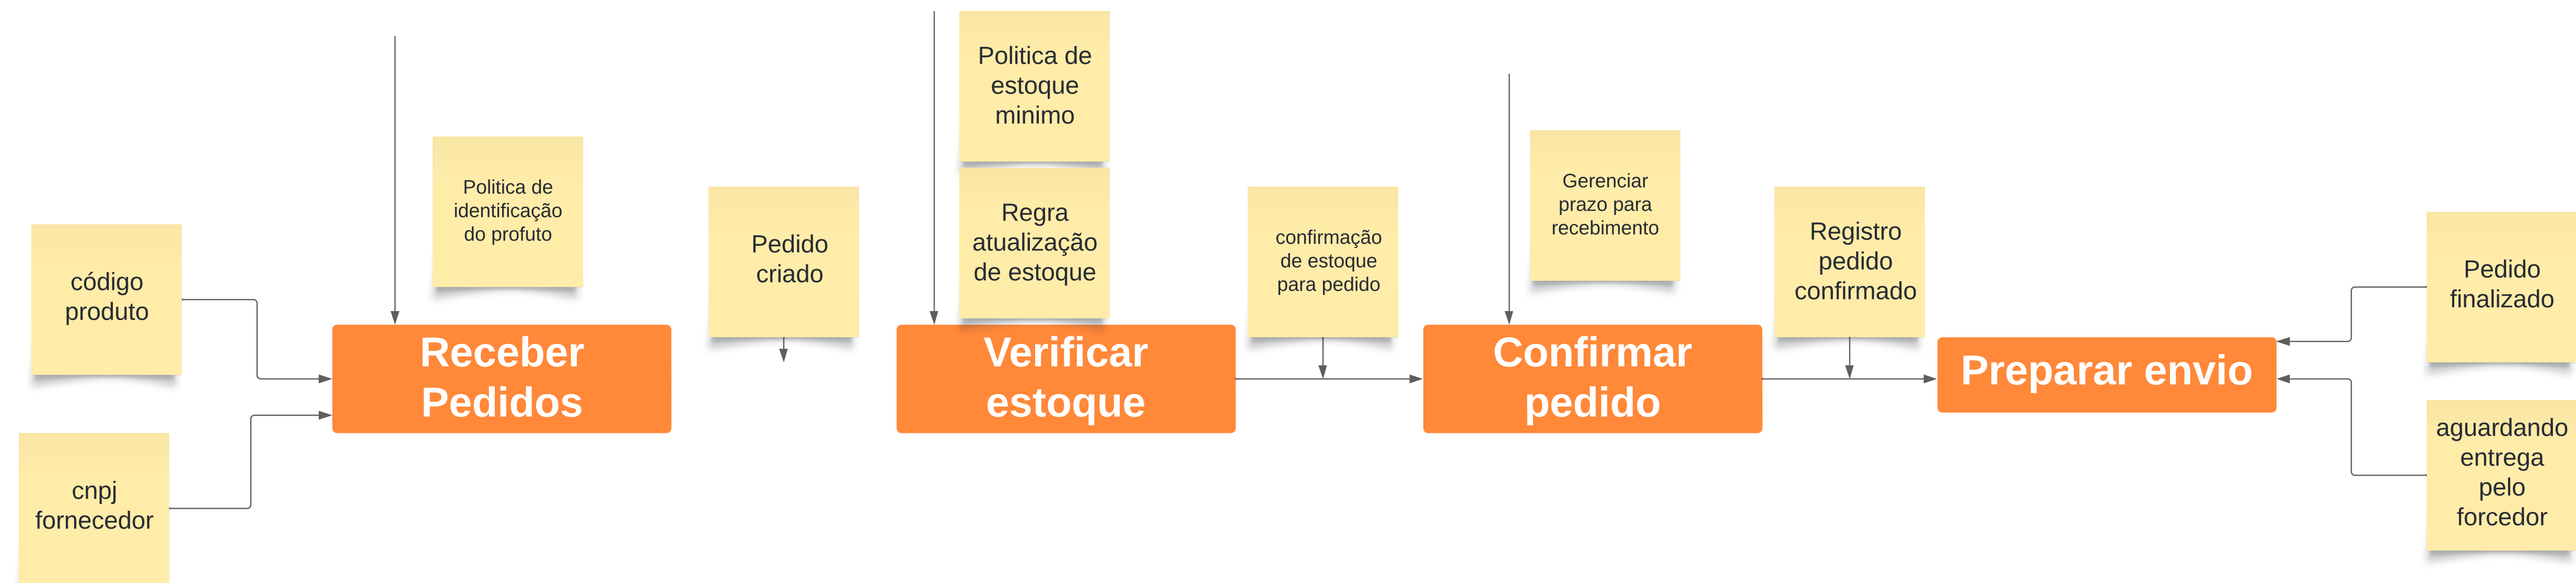 código
produto
cnpj
fornecedor
Politica de
identificação
do profuto
Receber
Pedidos
Pedido
criado
Politica de
estoque
minimo
Regra
atualização
de estoque
Verificar
estoque
confirmação
de estoque
para pedido
Gerenciar
prazo para
recebimento
Confirmar
pedido
Registro
pedido
confirmado
Preparar envio
Pedido
finalizado
aguardando
entrega
pelo
forcedor